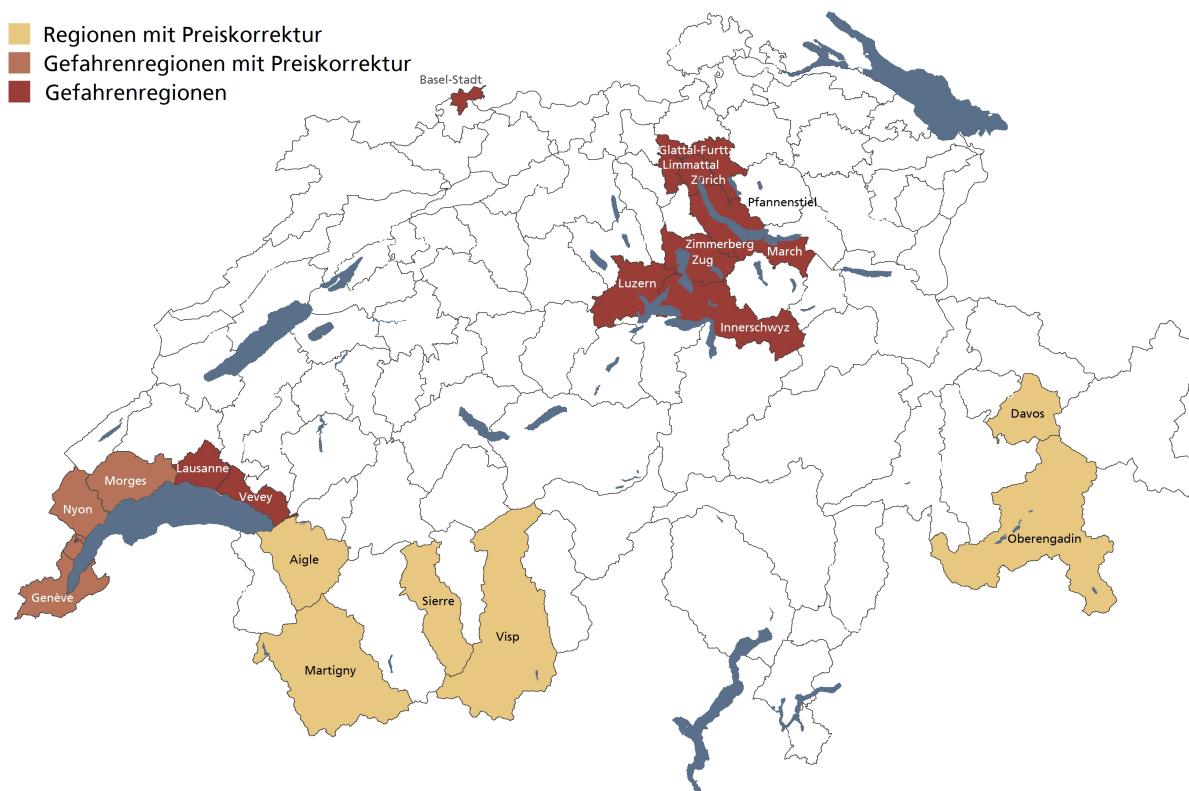 Regionen mit Preiskorrektur
Gefahrenregionen mit Preiskorrektur
Gefahrenregionen
Basel-Stadt
Glattal-Furtta
Limmattal
Zürich
Pfannenstiel
Zimmerberg
March
Zug
Luzern
Innerschwyz
Davos
Lausanne
Morges
Vevey
Nyon
Oberengadin
Aigle
Genève
Sierre
Visp
Martigny